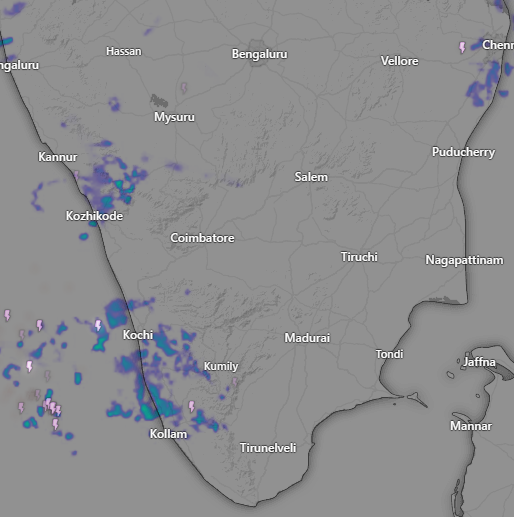 Hassan
Bengaluru
Vellore
Chenn
ngaluru
Mysuru
Kannur
Puducherry
Salem
Kozhikode
Coimbatore
Tiruchi
Nagapattinam
Kochi
Madurai
Tondi
Kumily
Jaffna
Kollam
Mannar
Tirunelveli